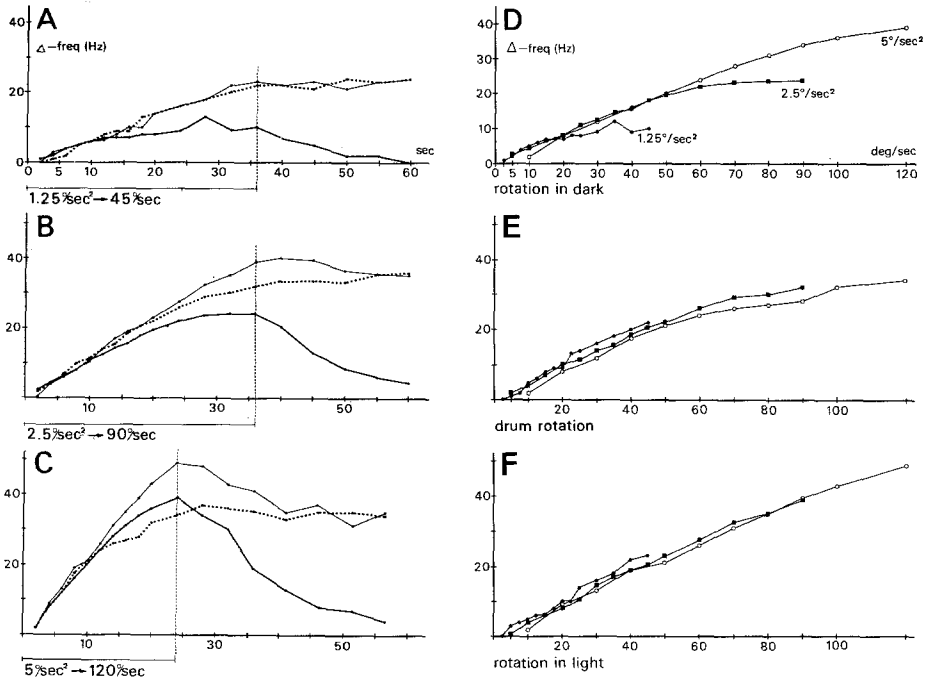 A
40
Δ-freq (Hz)
20
0
0 10 20 30 40 50 60
sec
1.25°/sec² → 45°/sec
B
40
20
10 30 50
2.5°/sec² → 90°/sec
C
40
20
10 30 50
5°/sec² → 120°/sec
D
40
Δ-freq (Hz)
5°/sec²
30
2.5°/sec²
20
10
1.25°/sec²
0
deg/sec
0 5 10 20 30 40 50 60 70 80 90 100 120
rotation in dark
E
40
20
20 40 60 80 100
drum rotation
F
40
20
0
20 40 60 80 100
rotation in light